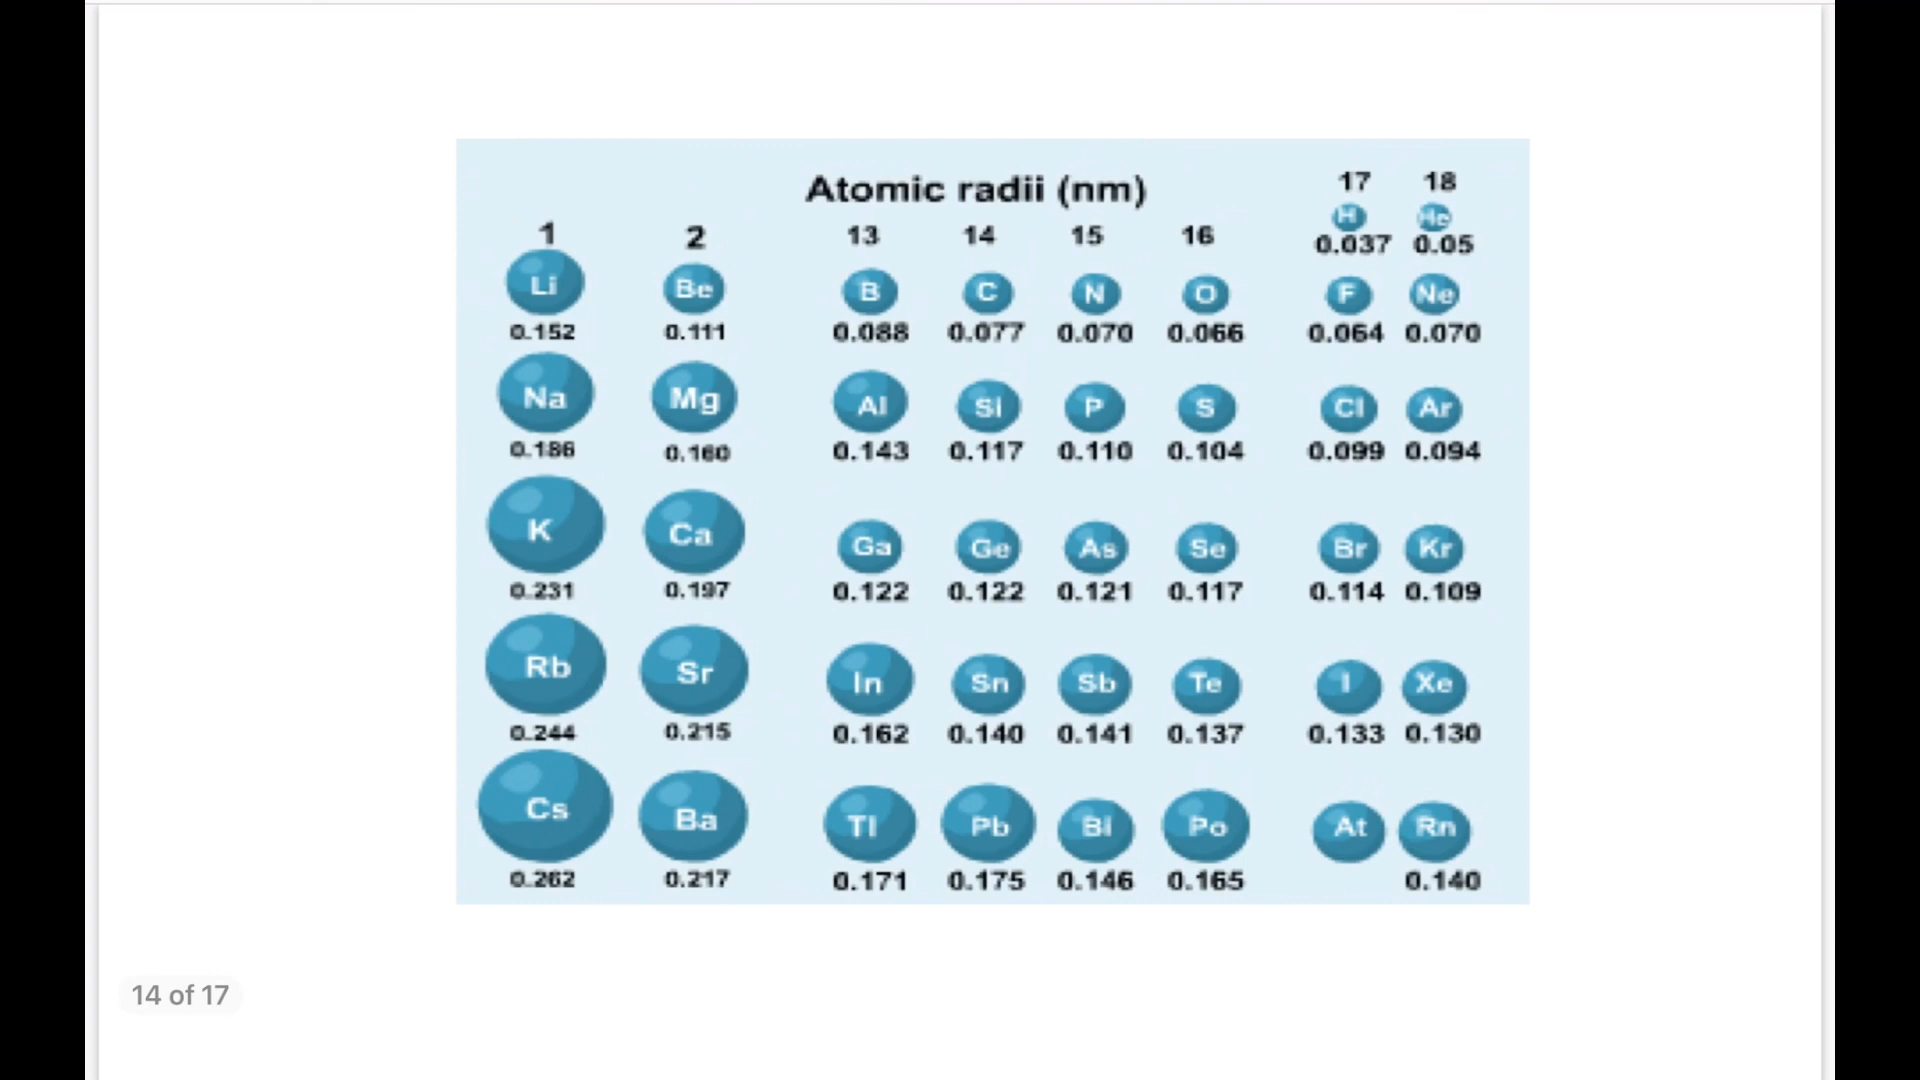 Atomic radii (nm)
17 18
H He
0.037 0.05
1 2 13 14 15 16
Li Be B C N O F Ne
0.152 0.111 0.088 0.077 0.070 0.066 0.064 0.070
Na Mg Al Si P S Cl Ar
0.186 0.160 0.143 0.117 0.110 0.104 0.099 0.094
K Ca Ga Ge As Se Br Kr
0.231 0.197 0.122 0.122 0.121 0.117 0.114 0.109
Rb Sr In Sn Sb Te I Xe
0.244 0.215 0.162 0.140 0.141 0.137 0.133 0.130
Cs Ba Tl Pb Bi Po At Rn
0.262 0.217 0.171 0.175 0.146 0.165 0.140
14 of 17